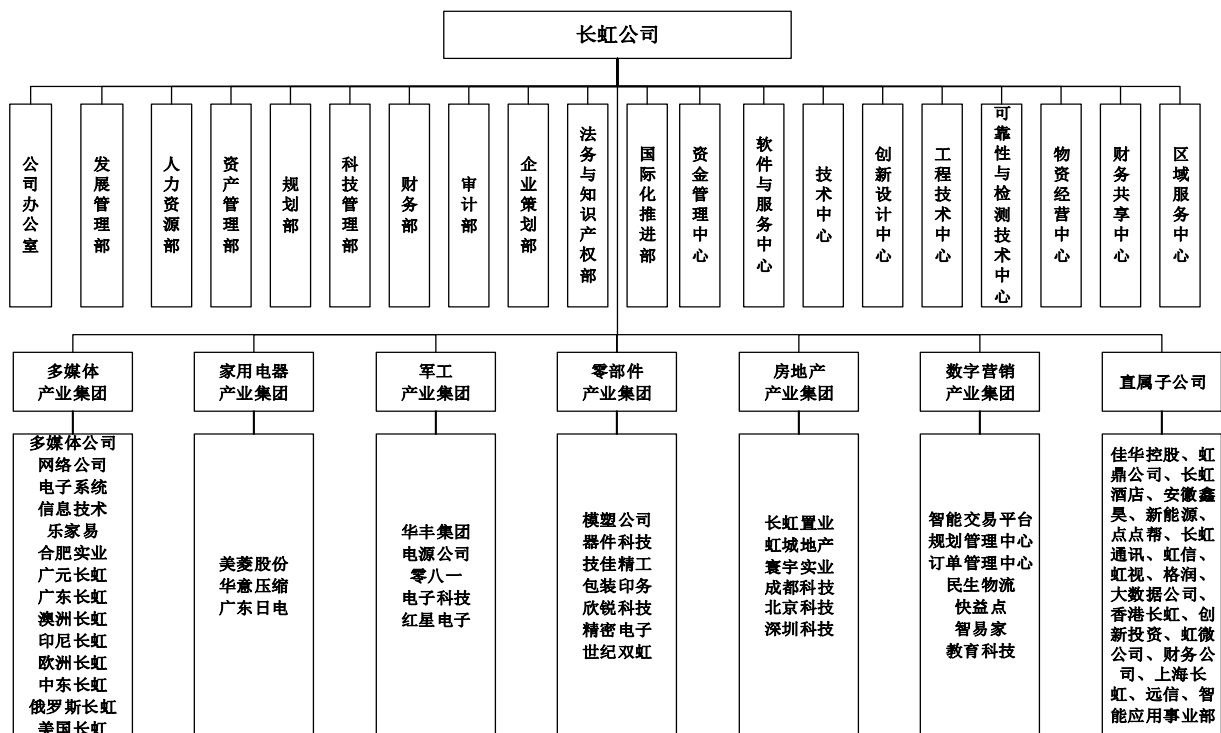 长虹公司
公司办公室
发展管理部
人力资源部
资产管理部
规划部
科技管理部
财务部
审计部
企业策划部
法务与知识产权部
国际化推进部
资金管理中心
软件与服务中心
技术中心
创新设计中心
工程技术中心
可靠性与检测技术中心
物资经营中心
财务共享中心
区域服务中心
多媒体
产业集团
家用电器
产业集团
军工
产业集团
零部件
产业集团
房地产
产业集团
数字营销
产业集团
直属子公司
多媒体公司
网络公司
电子系统
信息技术
乐家易
合肥实业
广元长虹
广东长虹
澳洲长虹
印尼长虹
欧洲长虹
中东长虹
俄罗斯长虹
美国长虹
美菱股份
华意压缩
广东日电
华丰集团
电源公司
零八一
电子科技
红星电子
模塑公司
器件科技
技佳精工
包装印务
欣锐科技
精密电子
世纪双虹
长虹置业
虹城地产
寰宇实业
成都科技
北京科技
深圳科技
智能交易平台
规划管理中心
订单管理中心
民生物流
快益点
智易家
教育科技
佳华控股、虹
鼎公司、长虹
酒店、安徽鑫
昊、新能源、
点点帮、长虹
通讯、虹信、
虹视、格润、
大数据公司、
香港长虹、创
新投资、虹微
公司、财务公
司、上海长
虹、远信、智
能应用事业部